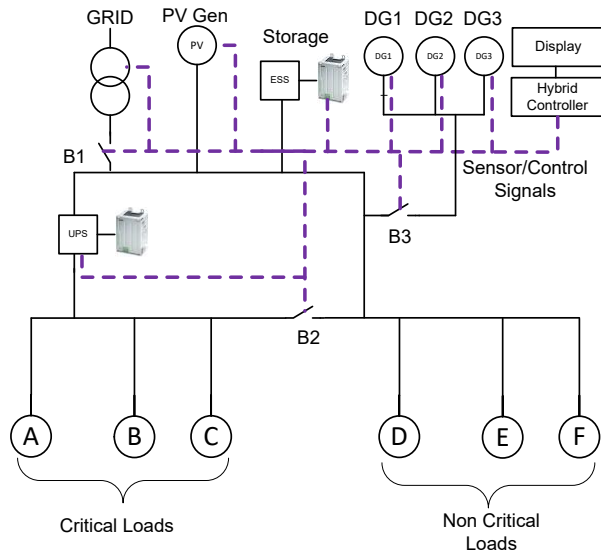 GRID
PV Gen
Storage
DG1
DG2
DG3
PV
ESS
DG1
DG2
DG3
Display
Hybrid
Controller
B1
Sensor/Control
Signals
UPS
B3
B2
A
B
C
D
E
F
Critical Loads
Non Critical
Loads